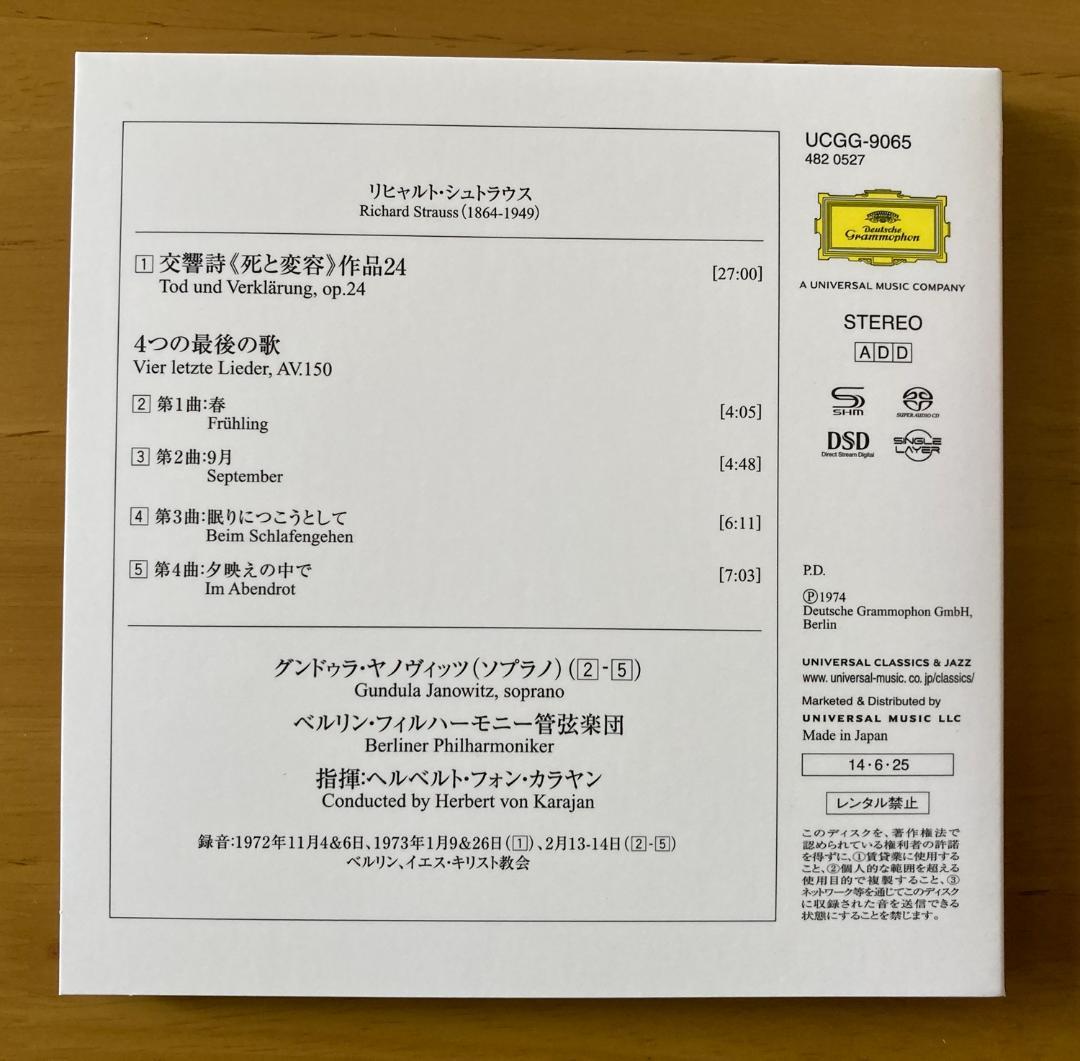 リヒャルト・シュトラウス
Richard Strauss (1864-1949)
1 交響詩《死と変容》作品24 [27:00]
Tod und Verklärung, op.24
4つの最後の歌
Vier letzte Lieder, AV.150
2 第1曲:春 [4:05]
Frühling
3 第2曲:9月 [4:48]
September
4 第3曲:眠りにつこうとして [6:11]
Beim Schlafengehen
5 第4曲:夕映えの中で [7:03]
Im Abendrot
グンドゥラ・ヤノヴィッツ(ソプラノ)(2-5)
Gundula Janowitz, soprano
ベルリン・フィルハーモニー管弦楽団
Berliner Philharmoniker
指揮:ヘルベルト・フォン・カラヤン
Conducted by Herbert von Karajan
録音:1972年11月4&6日、1973年1月9&26日(1)、2月13-14日(2-5)
ベルリン、イエス・キリスト教会
UCGG-9065
482 0527
Deutsche
Grammophon
A UNIVERSAL MUSIC COMPANY
STEREO
ADD
SHM
SUPER AUDIO CD
DSD
Direct Stream Digital
SINGLE
LAYER
P.D.
Ⓟ1974
Deutsche Grammophon GmbH,
Berlin
UNIVERSAL CLASSICS & JAZZ
www. universal-music. co. jp/classics/
Marketed & Distributed by
UNIVERSAL MUSIC LLC
Made in Japan
14・6・25
レンタル禁止
このディスクを、著作権法で
認められている権利者の許諾
を得ずに、①賃貸業に使用する
こと、②個人的な範囲を超える
使用目的で複製すること、③
ネットワーク等を通じてこのディスク
に収録された音を送信できる
状態にすることを禁じます。